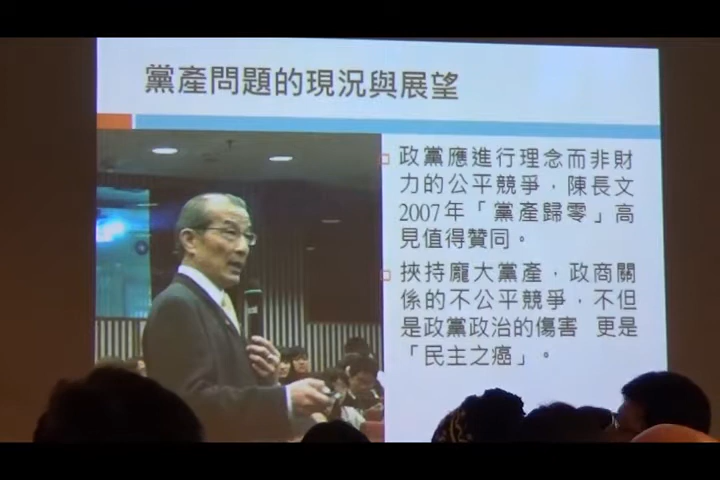 黨產問題的現況與展望
政黨應進行理念而非財
力的公平競爭，陳長文
2007年「黨產歸零」高
見值得贊同。
挾持龐大黨產，政商關
係的不公平競爭，不但
是政黨政治的傷害 更是
「民主之癌」。